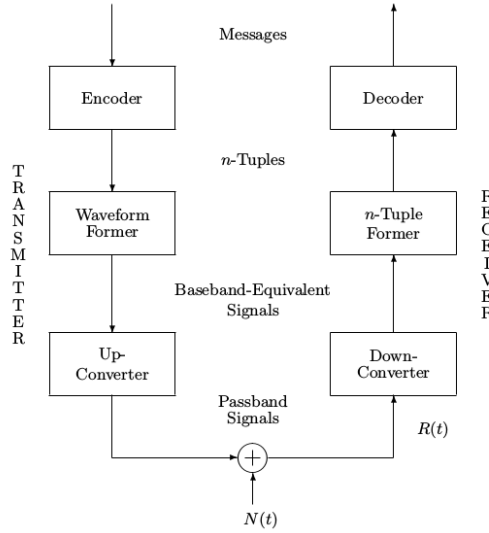 Messages
Encoder
Decoder
n-Tuples
TRANSMITTER
Waveform
Former
n-Tuple
Former
RECEIVER
Baseband-Equivalent
Signals
Up-
Converter
Down-
Converter
Passband
Signals
R(t)
+
N(t)